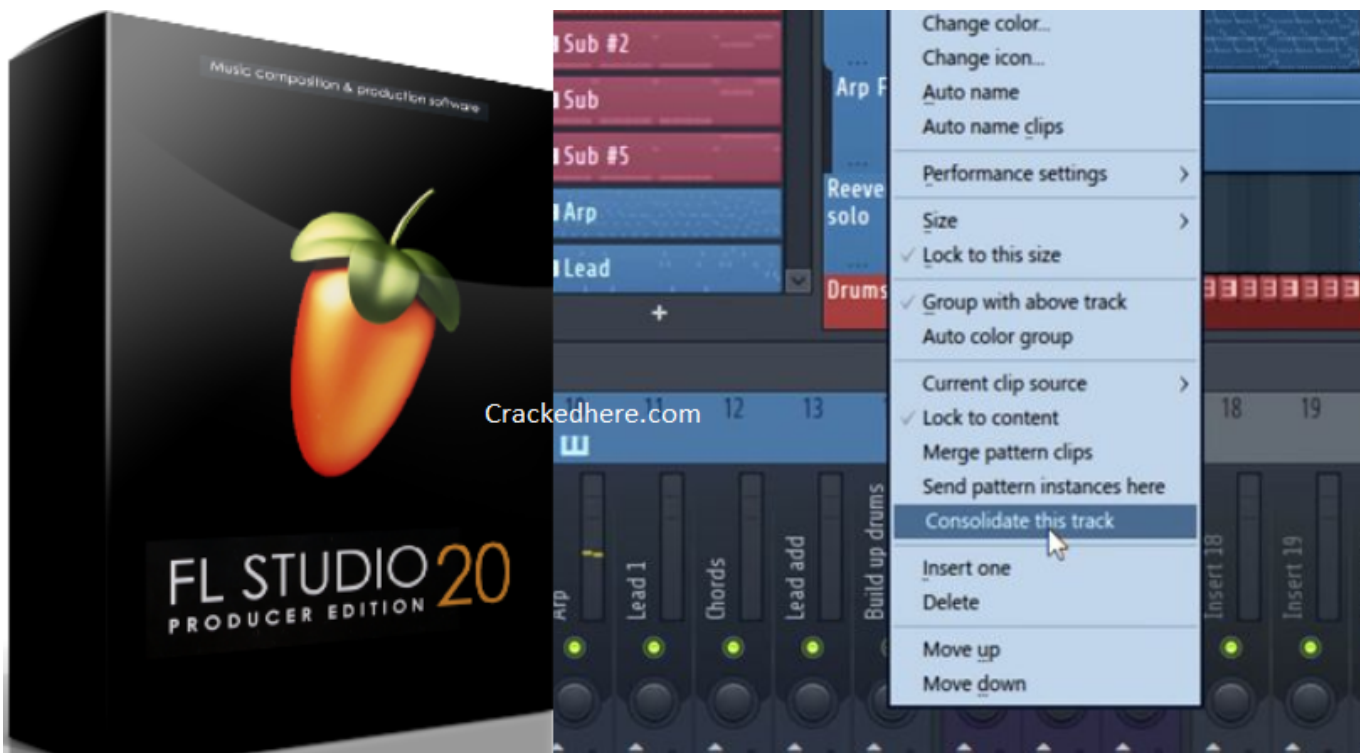 Music composition & production software
FL STUDIO 20
PRODUCER EDITION
Crackedhere.com
Sub #2
Sub
Sub #5
Arp
Lead
+
Arp F
Reeve
solo
Drums
Change color...
Change icon...
Auto name
Auto name clips
Performance settings
Size
Lock to this size
Group with above track
Auto color group
Current clip source
Lock to content
Merge pattern clips
Send pattern instances here
Consolidate this track
Insert one
Delete
Move up
Move down
10 11 12 13 18 19
Arp
Lead 1
Chords
Lead add
Build up drums
Insert 18
Insert 19